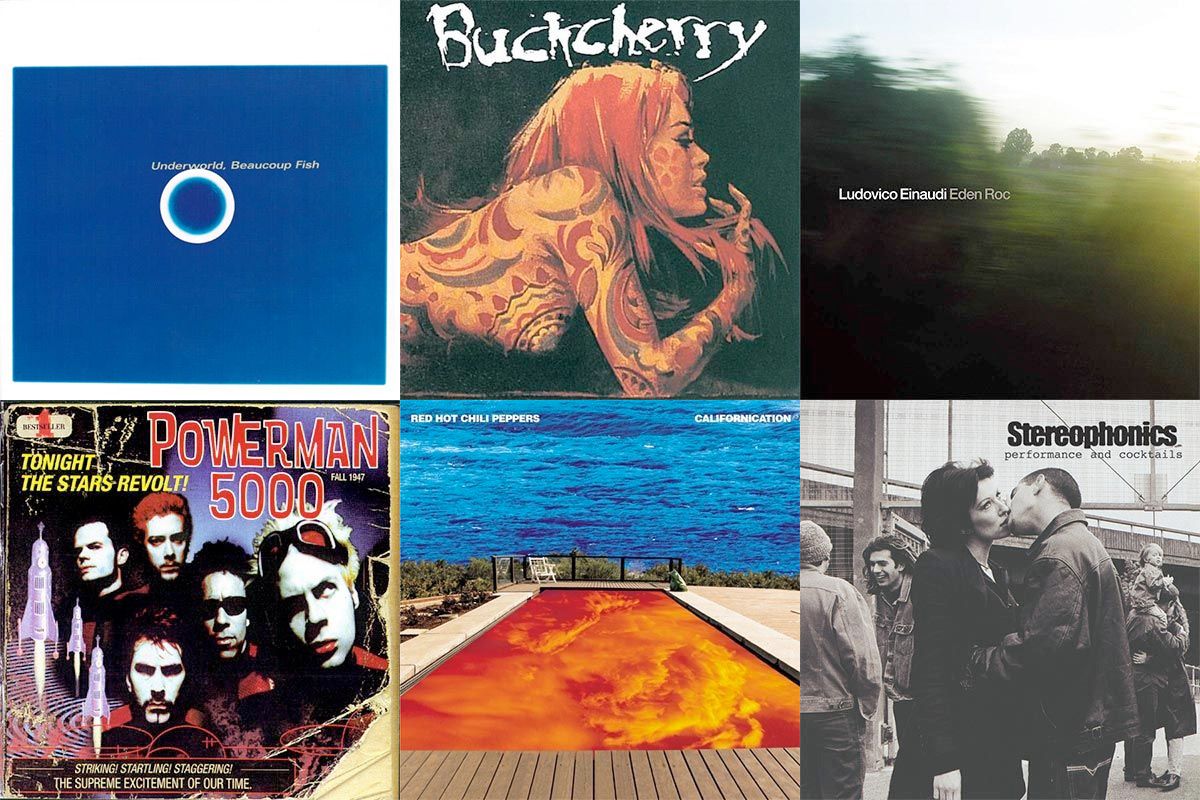 Underworld, Beaucoup Fish
Buckcherry
Ludovico Einaudi Eden Roc
BESTSELLER
POWERMAN
5000
FALL 1947
TONIGHT
THE STARS REVOLT!
STRIKING! STARTLING! STAGGERING!
THE SUPREME EXCITEMENT OF OUR TIME.
RED HOT CHILI PEPPERS
CALIFORNICATION
Stereophonics
performance and cocktails